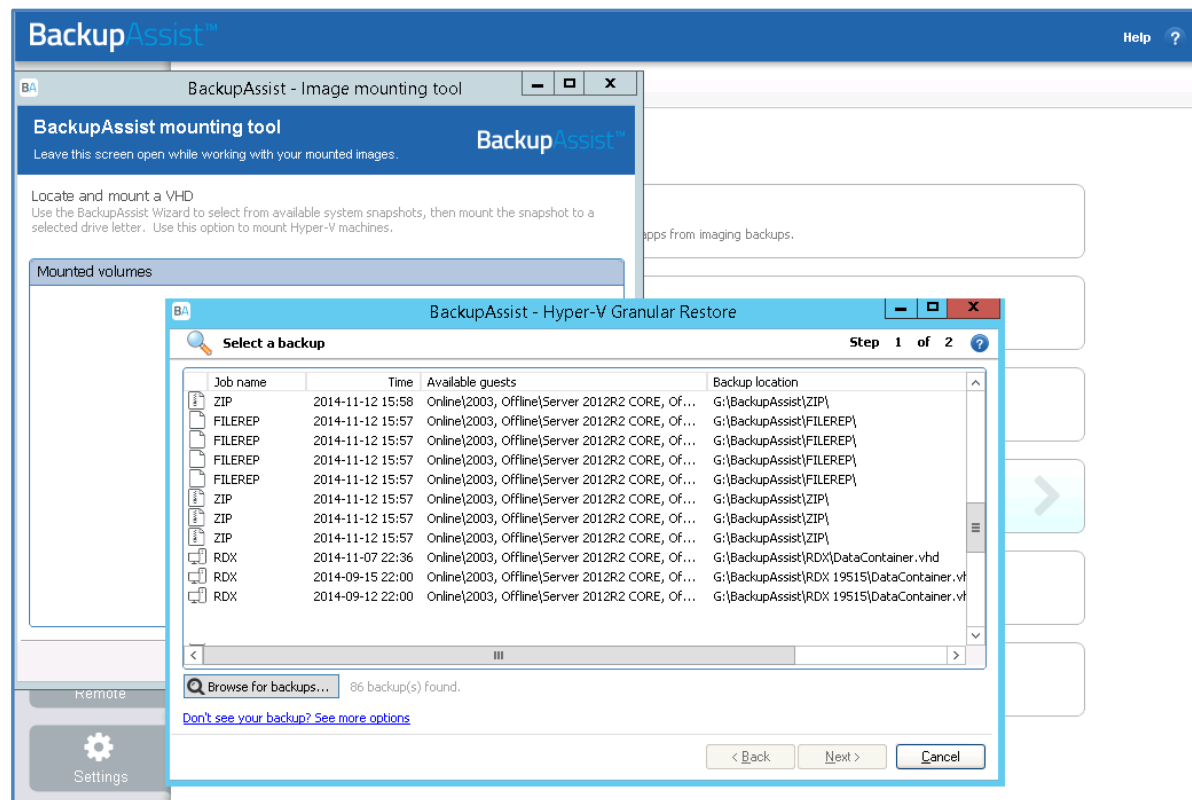 BackupAssist™
Help ?
BA BackupAssist - Image mounting tool
BackupAssist mounting tool
Leave this screen open while working with your mounted images.
BackupAssist™
Locate and mount a VHD
Use the BackupAssist Wizard to select from available system snapshots, then mount the snapshot to a
selected drive letter. Use this option to mount Hyper-V machines.
apps from imaging backups.
Mounted volumes
BA BackupAssist - Hyper-V Granular Restore
Select a backup Step 1 of 2 ?
Job name Time Available guests Backup location
ZIP 2014-11-12 15:58 Online\2003, Offline\Server 2012R2 CORE, Of... G:\BackupAssist\ZIP\
FILEREP 2014-11-12 15:57 Online\2003, Offline\Server 2012R2 CORE, Of... G:\BackupAssist\FILEREP\
FILEREP 2014-11-12 15:57 Online\2003, Offline\Server 2012R2 CORE, Of... G:\BackupAssist\FILEREP\
FILEREP 2014-11-12 15:57 Online\2003, Offline\Server 2012R2 CORE, Of... G:\BackupAssist\FILEREP\
FILEREP 2014-11-12 15:57 Online\2003, Offline\Server 2012R2 CORE, Of... G:\BackupAssist\FILEREP\
ZIP 2014-11-12 15:57 Online\2003, Offline\Server 2012R2 CORE, Of... G:\BackupAssist\ZIP\
ZIP 2014-11-12 15:57 Online\2003, Offline\Server 2012R2 CORE, Of... G:\BackupAssist\ZIP\
ZIP 2014-11-12 15:57 Online\2003, Offline\Server 2012R2 CORE, Of... G:\BackupAssist\ZIP\
RDX 2014-11-07 22:36 Online\2003, Offline\Server 2012R2 CORE, Of... G:\BackupAssist\RDX\DataContainer.vhd
RDX 2014-09-15 22:00 Online\2003, Offline\Server 2012R2 CORE, Of... G:\BackupAssist\RDX 19515\DataContainer.vh
RDX 2014-09-12 22:00 Online\2003, Offline\Server 2012R2 CORE, Of... G:\BackupAssist\RDX 19515\DataContainer.vh
Browse for backups... 86 backup(s) found.
Remote
Don't see your backup? See more options
< Back Next > Cancel
Settings